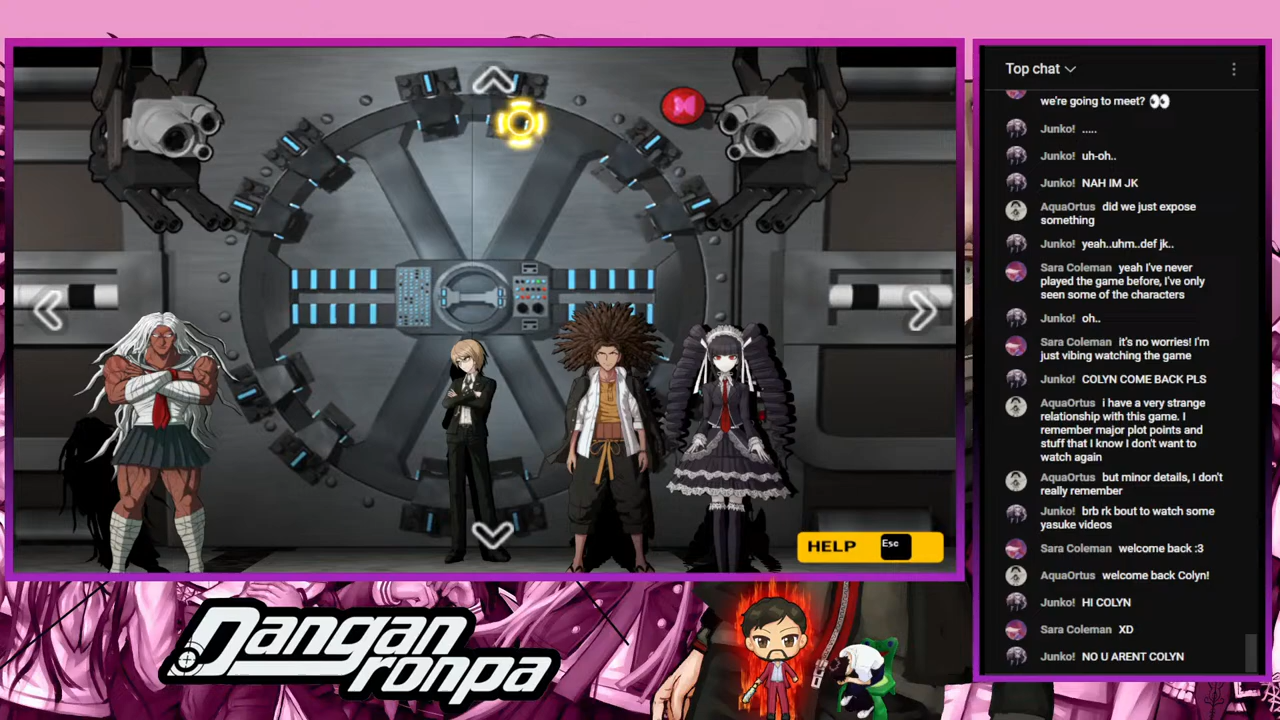 HELP Esc
Dangan
ronpa
Top chat
we're going to meet? 👀
Junko! .....
Junko! uh-oh..
Junko! NAH IM JK
AquaOrtus did we just expose
something
Junko! yeah..uhm..def jk..
Sara Coleman yeah I've never
played the game before, I've only
seen some of the characters
Junko! oh..
Sara Coleman it's no worries! I'm
just vibing watching the game
Junko! COLYN COME BACK PLS
AquaOrtus i have a very strange
relationship with this game. I
remember major plot points and
stuff that I know I don't want to
watch again
AquaOrtus but minor details, I don't
really remember
Junko! brb rk bout to watch some
yasuke videos
Sara Coleman welcome back :3
AquaOrtus welcome back Colyn!
Junko! HI COLYN
Sara Coleman XD
Junko! NO U ARENT COLYN